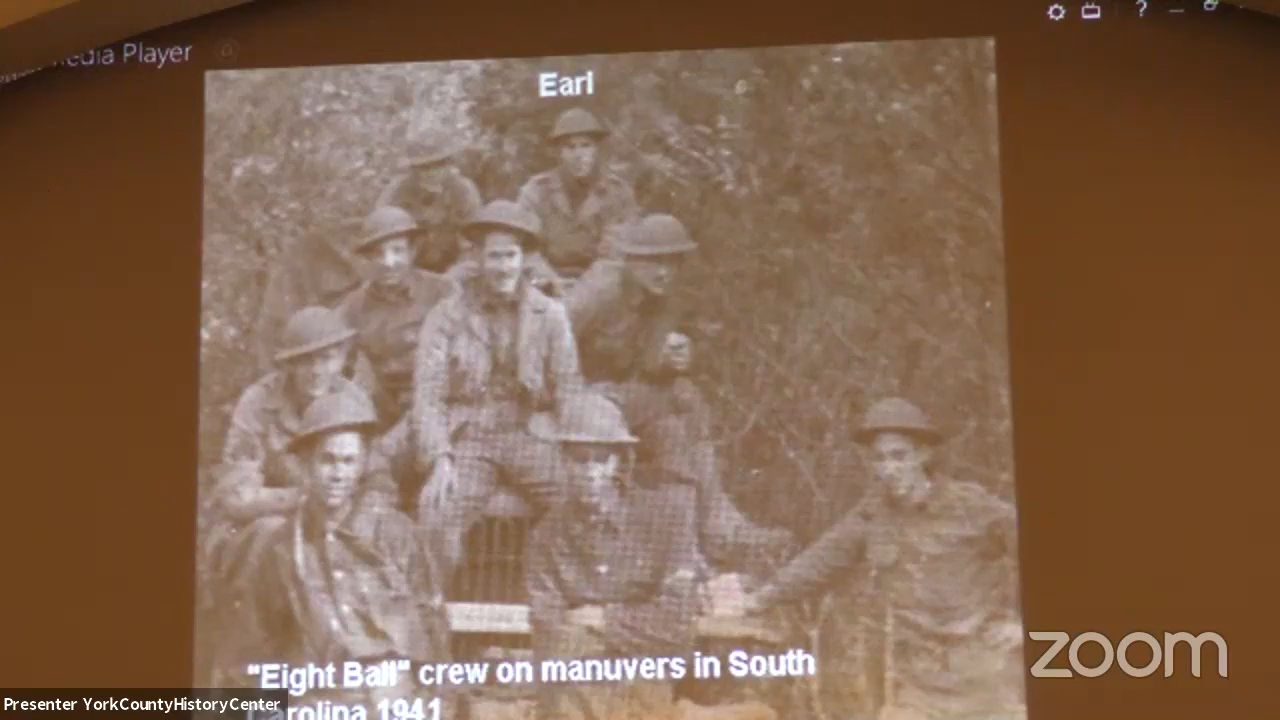 Media Player
?
Earl
"Eight Ball" crew on manuvers in South
Carolina 1941
zoom
Presenter YorkCountyHistoryCenter